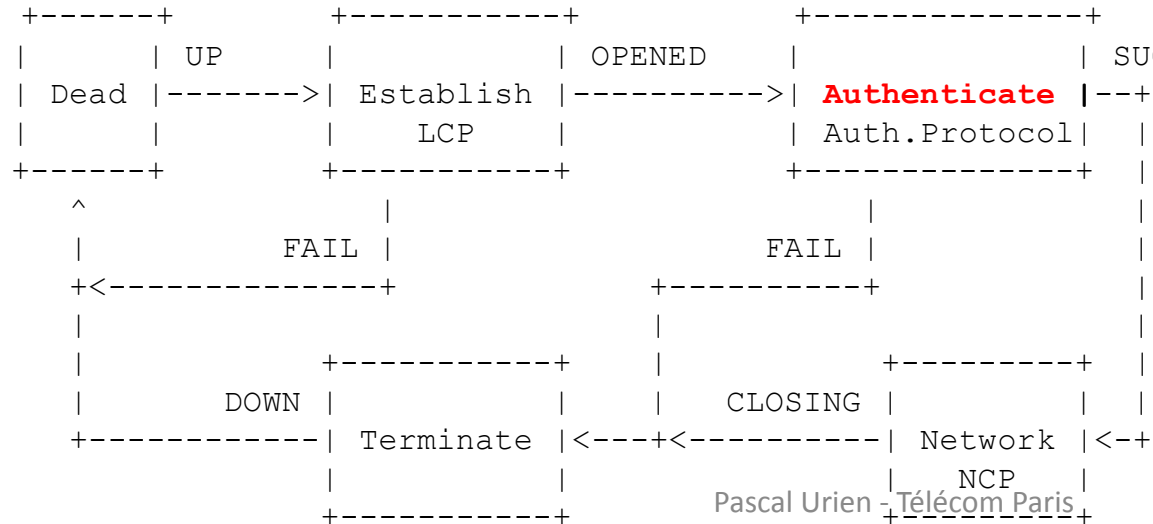 +------+        +-----------+           +--------------+
|      | UP     |           | OPENED    |              | SU
| Dead |------->| Establish |---------->| Authenticate |--+
|      |        |    LCP    |           | Auth.Protocol|  |
+------+        +-----------+           +--------------+  |
   ^               |                        |             |
   |          FAIL |                   FAIL |             |
   +<--------------+             +----------+             |
   |                             |                        |
   |            +-----------+    |          +---------+   |
   |       DOWN |           |    |  CLOSING |         |   |
   +------------| Terminate |<---+<---------| Network |<-+
                |           |               |   NCP   |
                +-----------+               +---------+
Pascal Urien - Télécom Paris